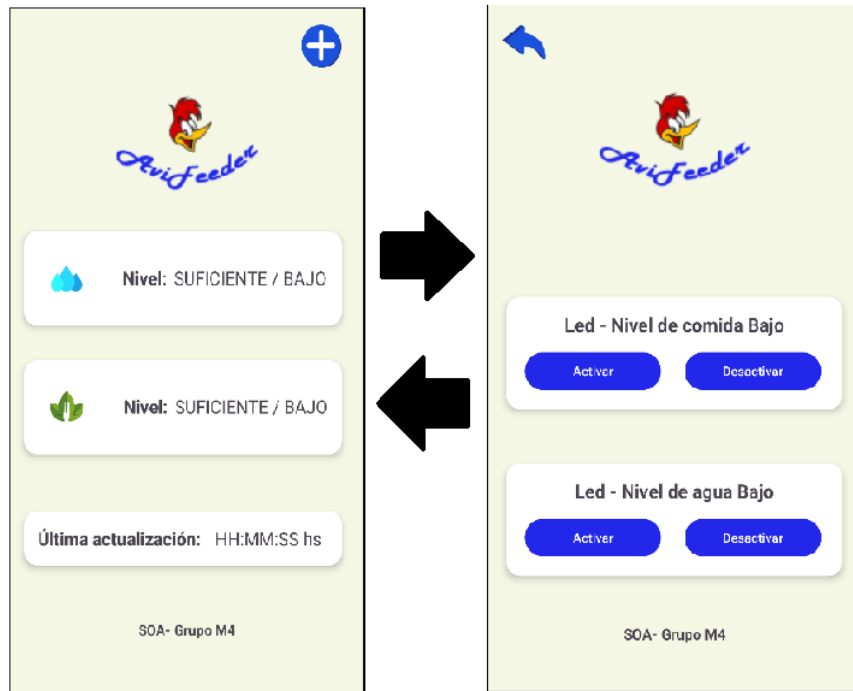 AviFeeder
Nivel: SUFICIENTE / BAJO
Nivel: SUFICIENTE / BAJO
Última actualización: HH:MM:SS hs
SOA- Grupo M4
AviFeeder
Led - Nivel de comida Bajo
Activar Desactivar
Led - Nivel de agua Bajo
Activar Desactivar
SOA- Grupo M4